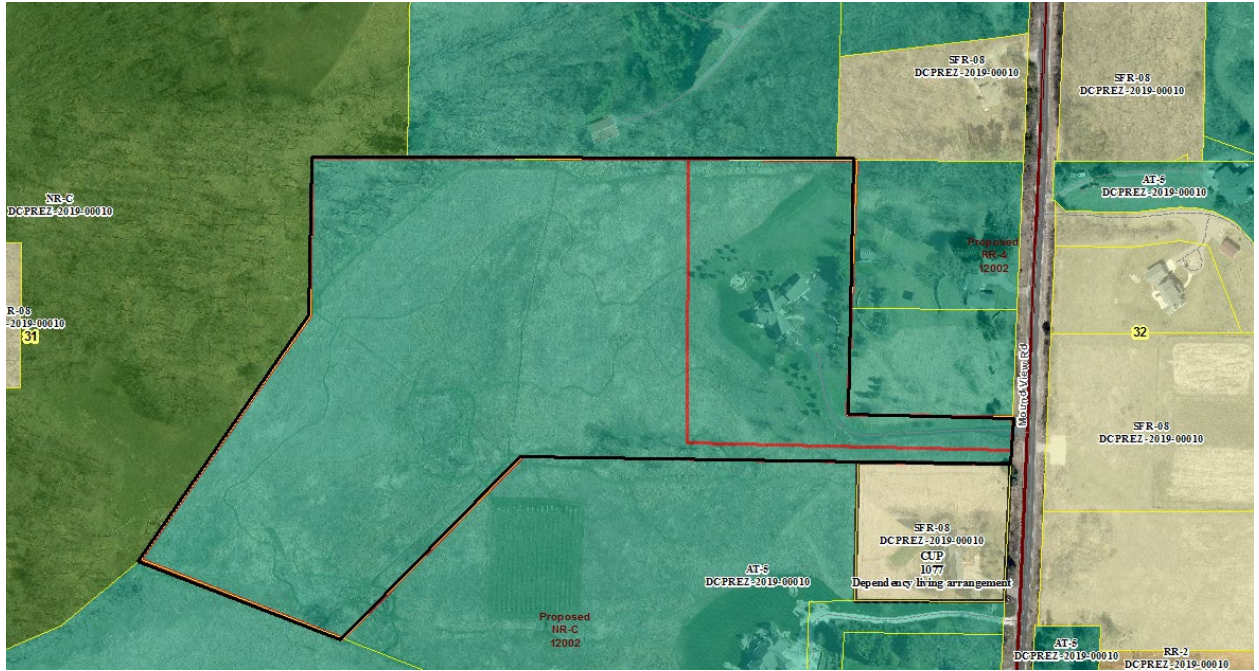 SFR-08
DCPREZ-2019-00010
SFR-08
DCPREZ-2019-00010
AT-5
DCPREZ-2019-00010
NR-C
DCPREZ-2019-00010
Proposed
RR-4
12002
R-08
-2019-00010
31
32
Mound View Rd
SFR-08
DCPREZ-2019-00010
SFR-08
DCPREZ-2019-00010
CUP
1077
Dependency living arrangement
AT-5
DCPREZ-2019-00010
Proposed
NR-C
12002
AT-5
DCPREZ-2019-00010
RR-2
DCPREZ-2019-00010